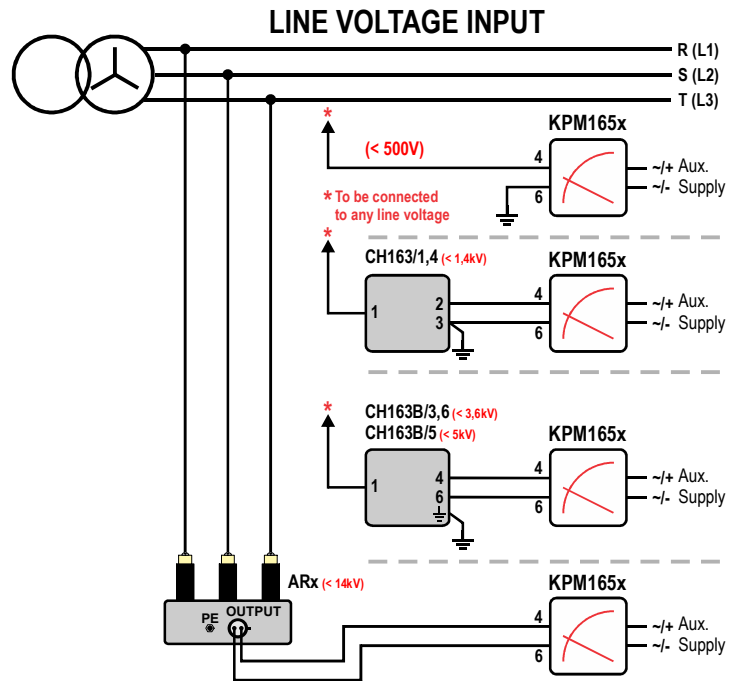 LINE VOLTAGE INPUT
R (L1)
S (L2)
T (L3)
*
(< 500V)
KPM165x
4
6
~/+ Aux.
~/- Supply
* To be connected
to any line voltage
*
CH163/1,4 (< 1,4kV)
KPM165x
1
2
3
4
6
~/+ Aux.
~/- Supply
*
CH163B/3,6 (< 3,6kV)
CH163B/5 (< 5kV)
KPM165x
1
4
6
4
6
~/+ Aux.
~/- Supply
ARx (< 14kV)
KPM165x
PE
OUTPUT
4
6
~/+ Aux.
~/- Supply